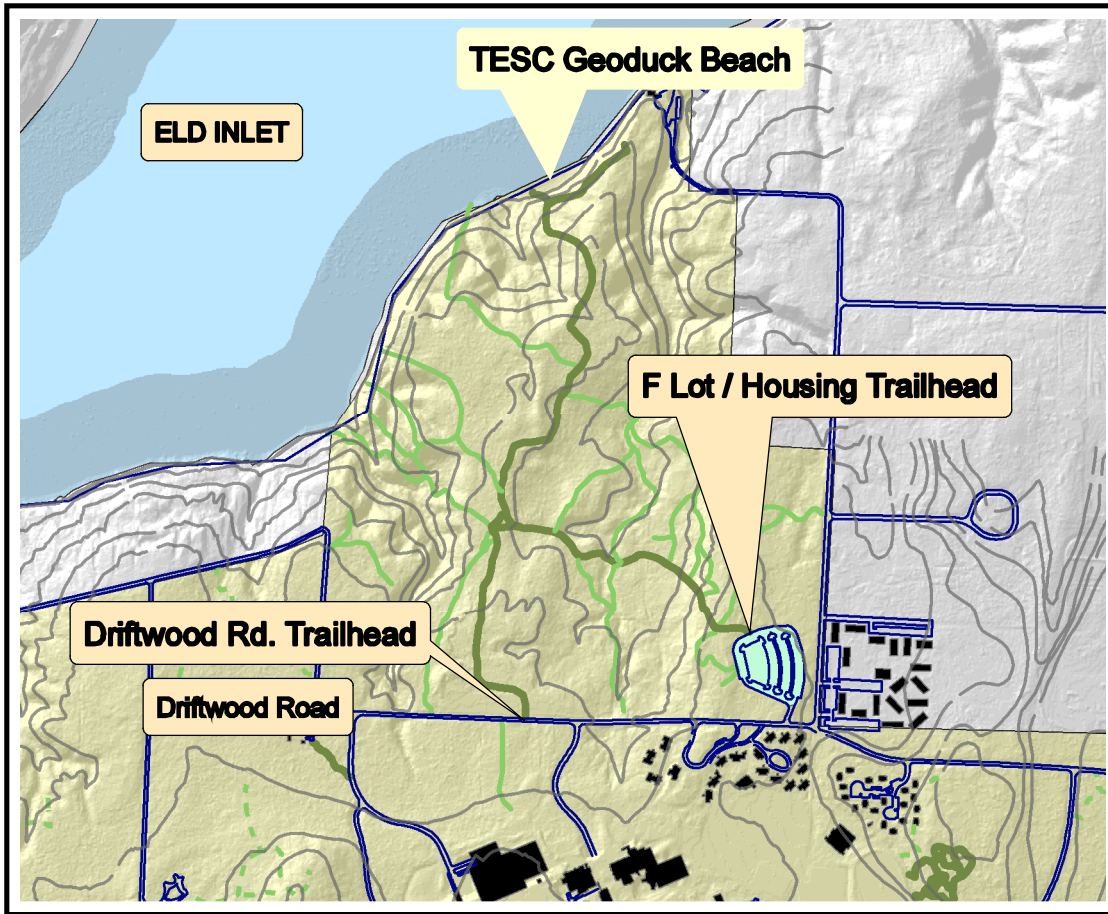 TESC Geoduck Beach
ELD INLET
F Lot / Housing Trailhead
Driftwood Rd. Trailhead
Driftwood Road